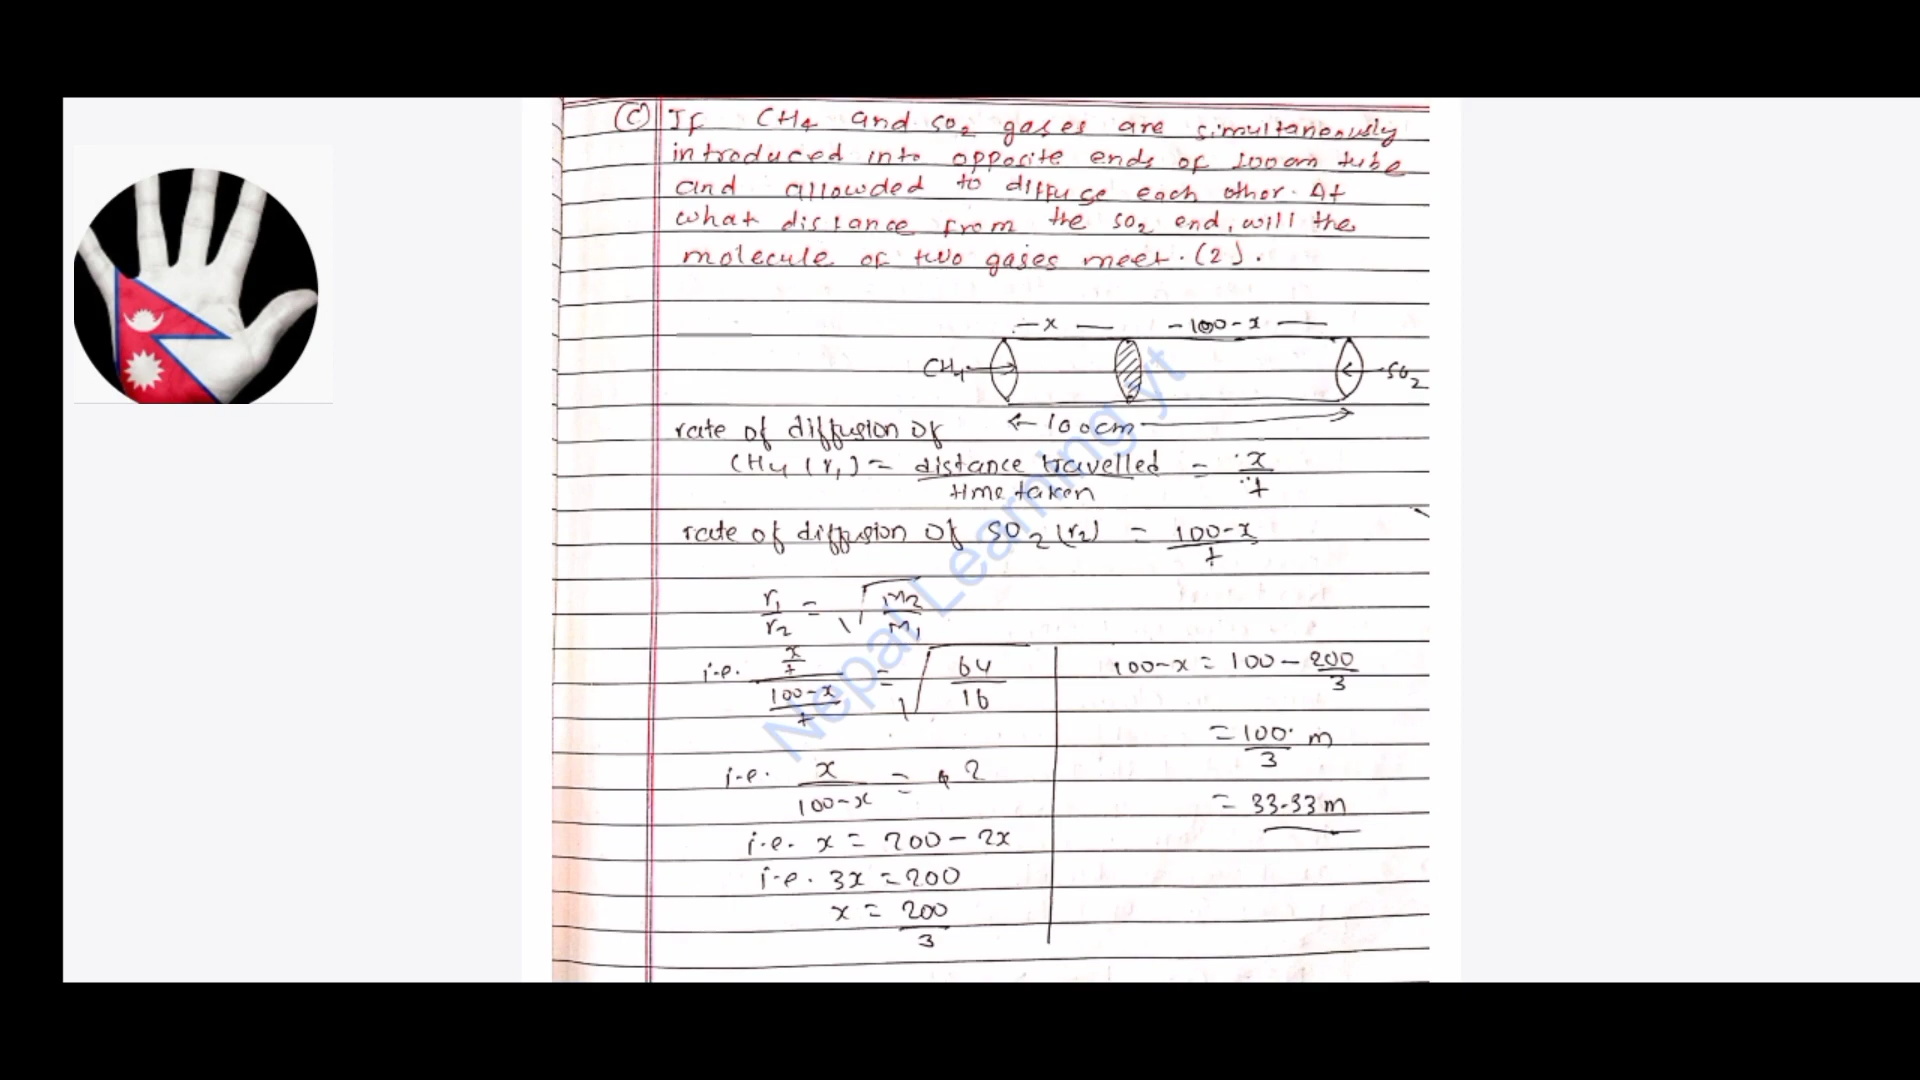 (C) If CH4 and SO2 gases are simultaneously
introduced into opposite ends of 100cm tube
and allowded to diffuse each other. At
what distance from the SO2 end, will the
molecule of two gases meet. (2).
- x — - 100 - x —
CH4 SO2
← 100cm →
rate of diffusion of
CH4 (r1) = distance travelled / time taken = x / t
rate of diffusion of SO2 (r2) = 100-x / t
r1 / r2 = √ M2 / M1
i.e. x/t / 100-x/t = √ 64 / 16
i.e. x / 100-x = 2
i.e. x = 200 - 2x
i.e. 3x = 200
x = 200 / 3
100-x = 100 - 200 / 3
= 100 / 3 m
= 33.33 m
Nepal Learning yt